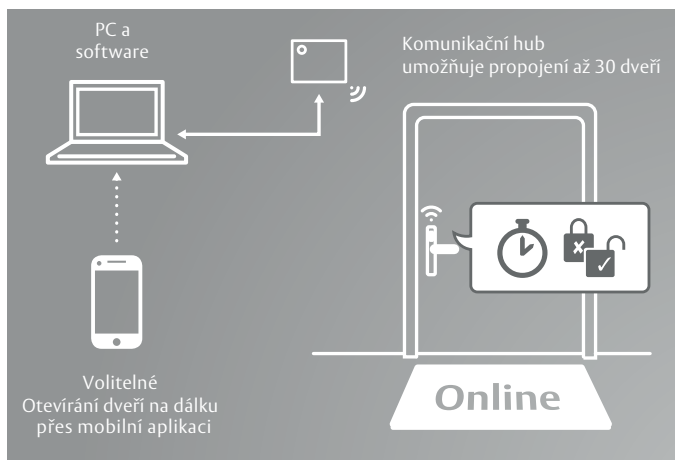 PC a
software
Komunikační hub
umožňuje propojení až 30 dveří
Volitelné
Otevírání dveří na dálku
přes mobilní aplikaci
Online